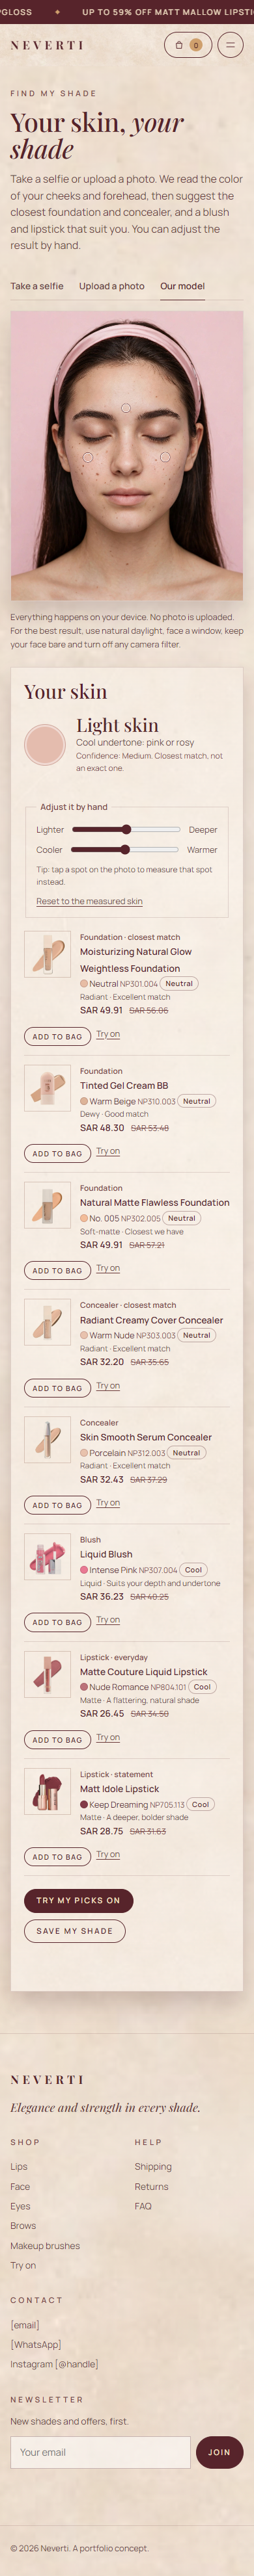 GLOSS ◆ UP TO 59% OFF MATT MALLOW LIPSTI
NEVERTI
0
FIND MY SHADE
Your skin, your
shade
Take a selfie or upload a photo. We read the color
of your cheeks and forehead, then suggest the
closest foundation and concealer, and a blush
and lipstick that suit you. You can adjust the
result by hand.
Take a selfie Upload a photo Our model
Everything happens on your device. No photo is uploaded.
For the best result, use natural daylight, face a window, keep
your face bare and turn off any camera filter.
Your skin
Light skin
Cool undertone: pink or rosy
Confidence: Medium. Closest match, not
an exact one.
Adjust it by hand
Lighter Deeper
Cooler Warmer
Tip: tap a spot on the photo to measure that spot
instead.
Reset to the measured skin
Foundation · closest match
Moisturizing Natural Glow
Weightless Foundation
Neutral NP301.004 Neutral
Radiant · Excellent match
SAR 49.91 SAR 56.06
ADD TO BAG Try on
Foundation
Tinted Gel Cream BB
Warm Beige NP310.003 Neutral
Dewy · Good match
SAR 48.30 SAR 53.48
ADD TO BAG Try on
Foundation
Natural Matte Flawless Foundation
No. 005 NP302.005 Neutral
Soft-matte · Closest we have
SAR 49.91 SAR 57.21
ADD TO BAG Try on
Concealer · closest match
Radiant Creamy Cover Concealer
Warm Nude NP303.003 Neutral
Radiant · Excellent match
SAR 32.20 SAR 35.65
ADD TO BAG Try on
Concealer
Skin Smooth Serum Concealer
Porcelain NP312.003 Neutral
Radiant · Excellent match
SAR 32.43 SAR 37.29
ADD TO BAG Try on
Blush
Liquid Blush
Intense Pink NP307.004 Cool
Liquid · Suits your depth and undertone
SAR 36.23 SAR 40.25
ADD TO BAG Try on
Lipstick · everyday
Matte Couture Liquid Lipstick
Nude Romance NP804.101 Cool
Matte · A flattering, natural shade
SAR 26.45 SAR 34.50
ADD TO BAG Try on
Lipstick · statement
Matt Idole Lipstick
Keep Dreaming NP705.113 Cool
Matte · A deeper, bolder shade
SAR 28.75 SAR 31.63
ADD TO BAG Try on
TRY MY PICKS ON
SAVE MY SHADE
NEVERTI
Elegance and strength in every shade.
SHOP HELP
Lips Shipping
Face Returns
Eyes FAQ
Brows
Makeup brushes
Try on
CONTACT
[email]
[WhatsApp]
Instagram [@handle]
NEWSLETTER
New shades and offers, first.
Your email JOIN
© 2026 Neverti. A portfolio concept.